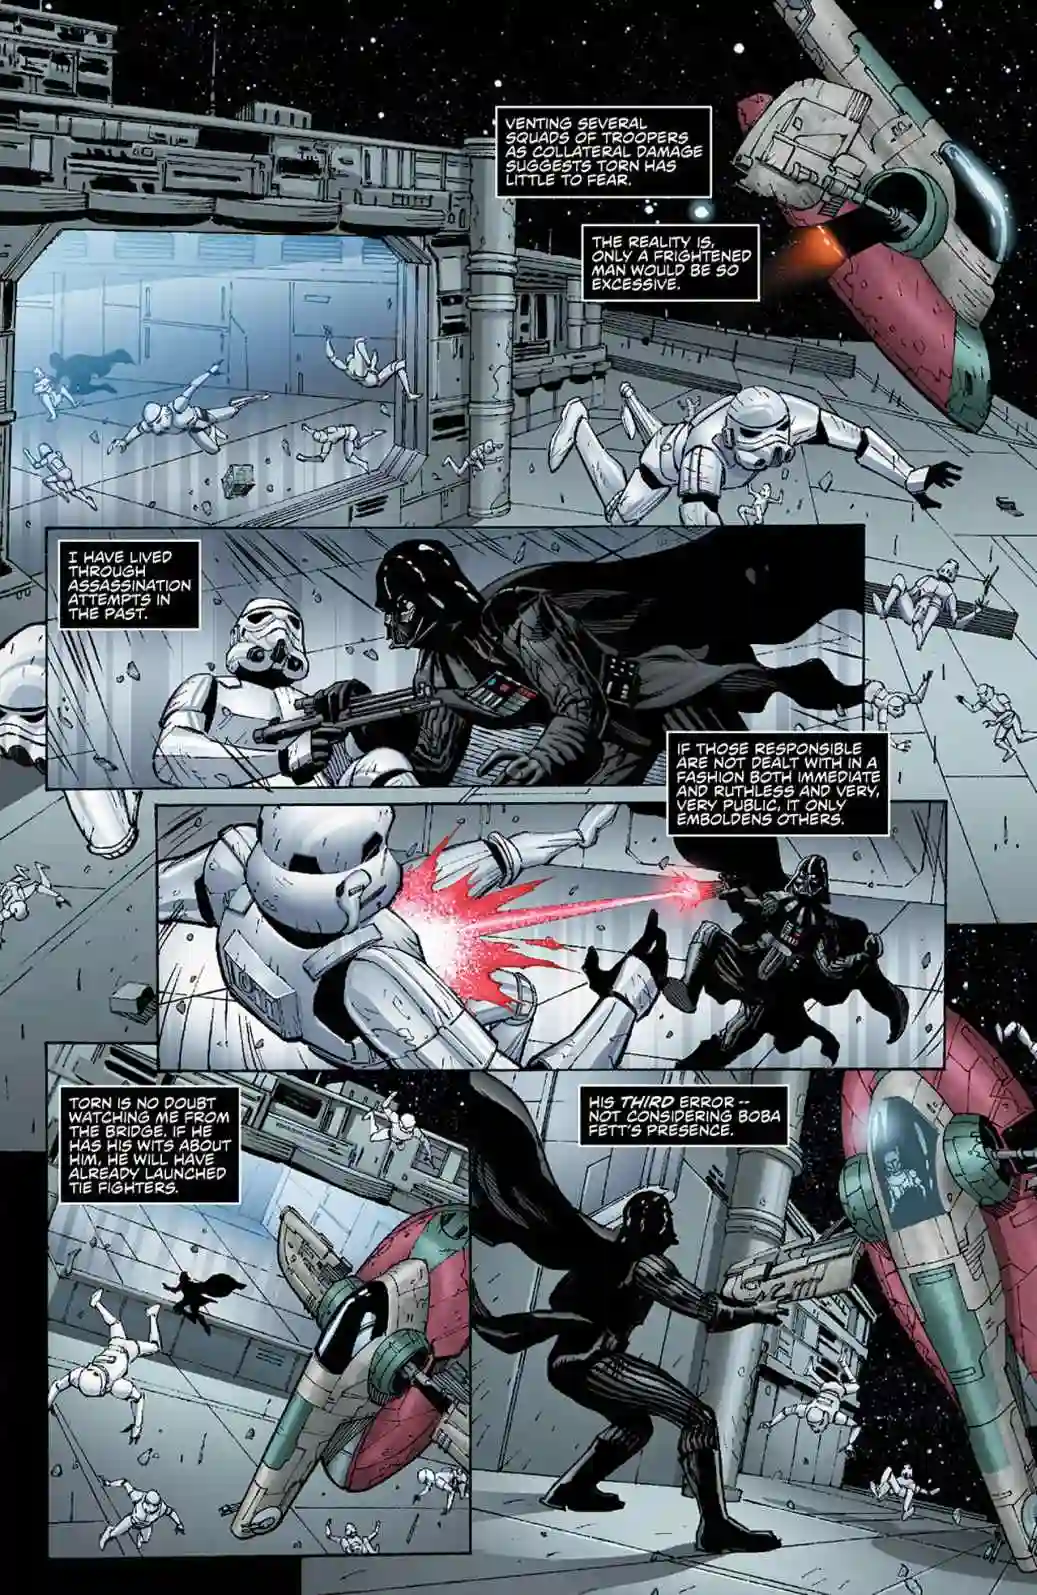 VENTING SEVERAL
SQUADS OF TROOPERS
AS COLLATERAL DAMAGE
SUGGESTS TORN HAS
LITTLE TO FEAR.
THE REALITY IS,
ONLY A FRIGHTENED
MAN WOULD BE SO
EXCESSIVE.
I HAVE LIVED
THROUGH
ASSASSINATION
ATTEMPTS IN
THE PAST.
IF THOSE RESPONSIBLE
ARE NOT DEALT WITH IN A
FASHION BOTH IMMEDIATE
AND RUTHLESS AND VERY,
VERY PUBLIC, IT ONLY
EMBOLDENS OTHERS.
TORN IS NO DOUBT
WATCHING ME FROM
THE BRIDGE. IF HE
HAS HIS WITS ABOUT
HIM, HE WILL HAVE
ALREADY LAUNCHED
TIE FIGHTERS.
HIS THIRD ERROR --
NOT CONSIDERING BOBA
FETT'S PRESENCE.